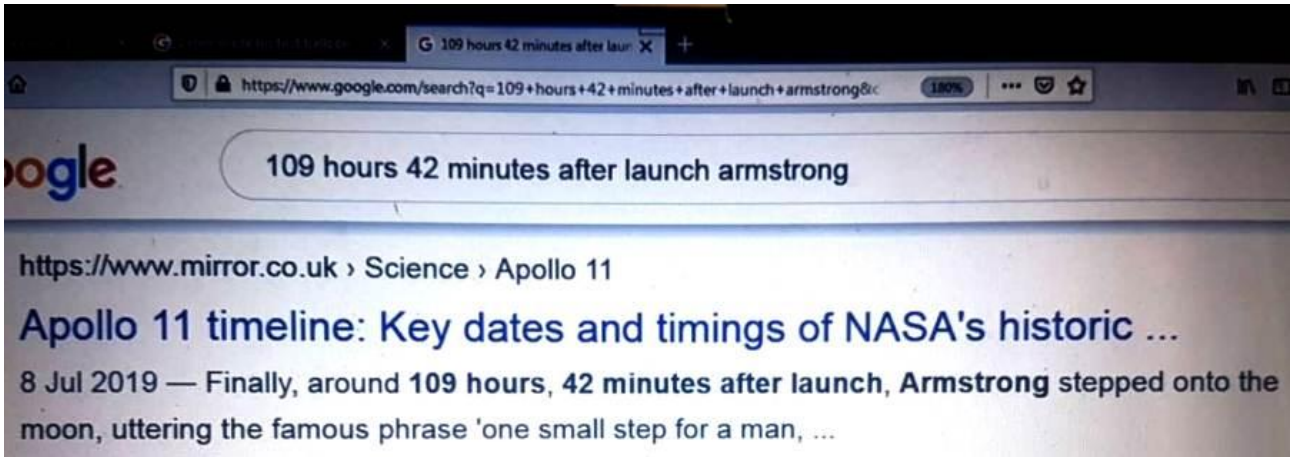 G 109 hours 42 minutes after laur
https://www.google.com/search?q=109+hours+42+minutes+after+launch+armstrong&c
180%
oogle
109 hours 42 minutes after launch armstrong
https://www.mirror.co.uk › Science › Apollo 11
Apollo 11 timeline: Key dates and timings of NASA's historic ...
8 Jul 2019 — Finally, around 109 hours, 42 minutes after launch, Armstrong stepped onto the
moon, uttering the famous phrase 'one small step for a man, ...